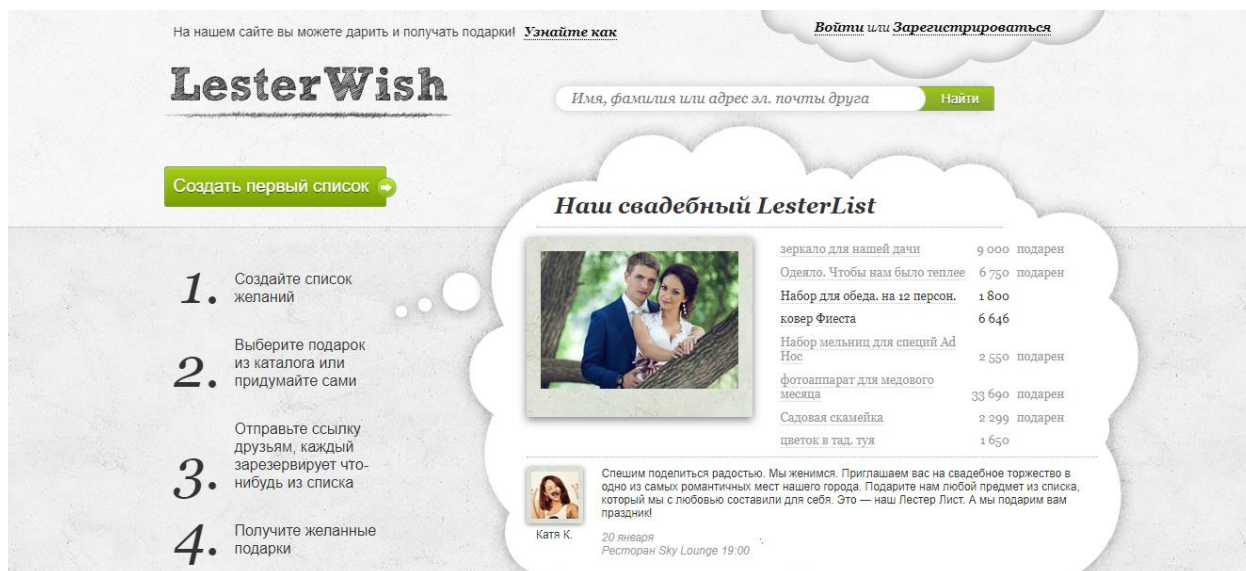 На нашем сайте вы можете дарить и получать подарки! Узнайте как
Войти или Зарегистрироваться
LesterWish
Имя, фамилия или адрес эл. почты друга
Найти
Создать первый список
Наш свадебный LesterList
зеркало для нашей дачи 9 000 подарен
Одеяло. Чтобы нам было теплее 6 750 подарен
Набор для обеда. на 12 персон. 1 800
ковер Фиеста 6 646
Набор мельниц для специй Ad
Hoc 2 550 подарен
фотоаппарат для медового
месяца 33 690 подарен
Садовая скамейка 2 299 подарен
цветок в тад. туя 1 650
1. Создайте список
желаний
2. Выберите подарок
из каталога или
придумайте сами
3. Отправьте ссылку
друзьям, каждый
зарезервирует что-
нибудь из списка
4. Получите желанные
подарки
Спешим поделиться радостью. Мы женимся. Приглашаем вас на свадебное торжество в
одно из самых романтичных мест нашего города. Подарите нам любой предмет из списка,
который мы с любовью составили для себя. Это — наш Лестер Лист. А мы подарим вам
праздник!
Катя К.
20 января
Ресторан Sky Lounge 19:00